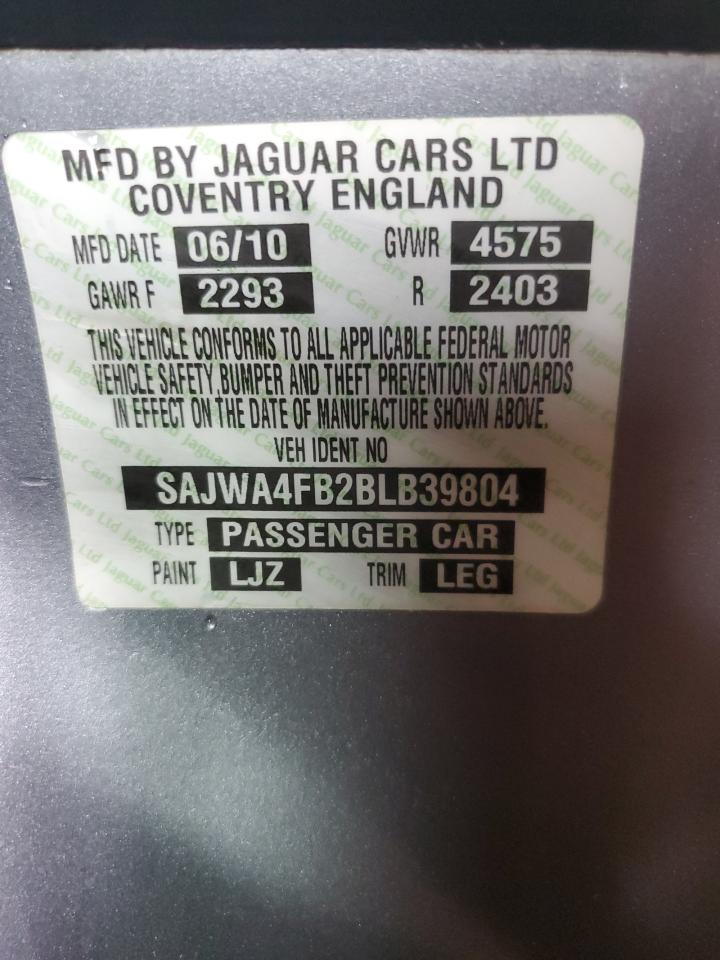 MFD BY JAGUAR CARS LTD
COVENTRY ENGLAND
MFD DATE 06/10 GVWR 4575
GAWR F 2293 R 2403
THIS VEHICLE CONFORMS TO ALL APPLICABLE FEDERAL MOTOR
VEHICLE SAFETY.BUMPER AND THEFT PREVENTION STANDARDS
IN EFFECT ON THE DATE OF MANUFACTURE SHOWN ABOVE.
VEH IDENT NO
SAJWA4FB2BLB39804
TYPE PASSENGER CAR
PAINT LJZ TRIM LEG